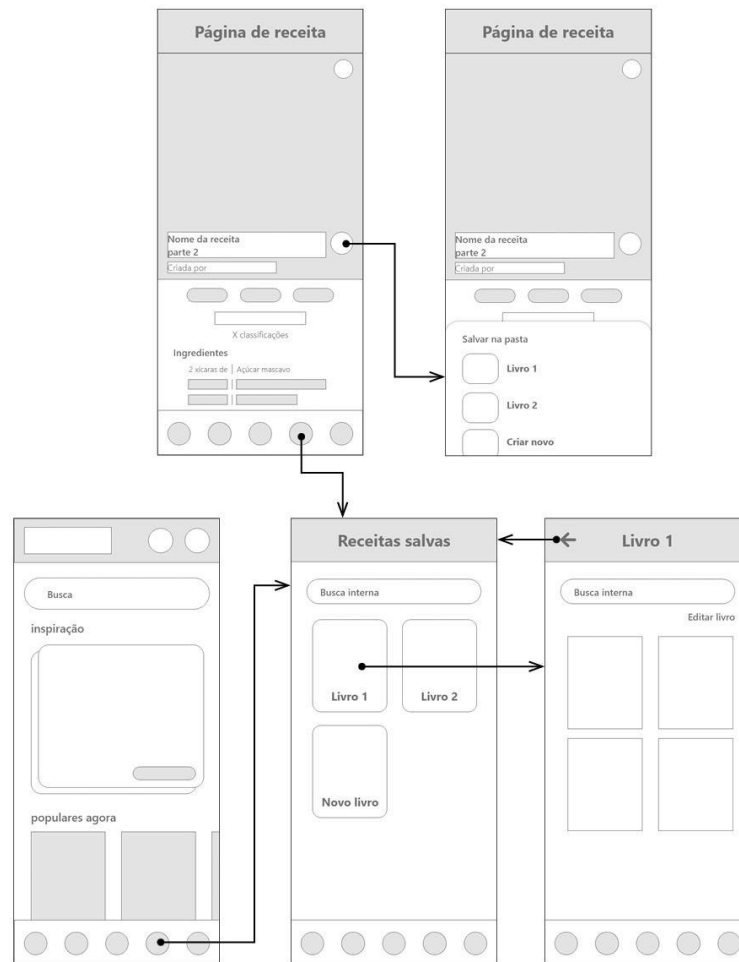 Página de receita
Nome da receita
parte 2
Criada por
X classificações
Ingredientes
2 xícaras de | Açúcar mascavo
Página de receita
Nome da receita
parte 2
Criada por
Salvar na pasta
Livro 1
Livro 2
Criar novo
Busca
inspiração
populares agora
Receitas salvas
Busca interna
Livro 1
Livro 2
Novo livro
Livro 1
Busca interna
Editar livro